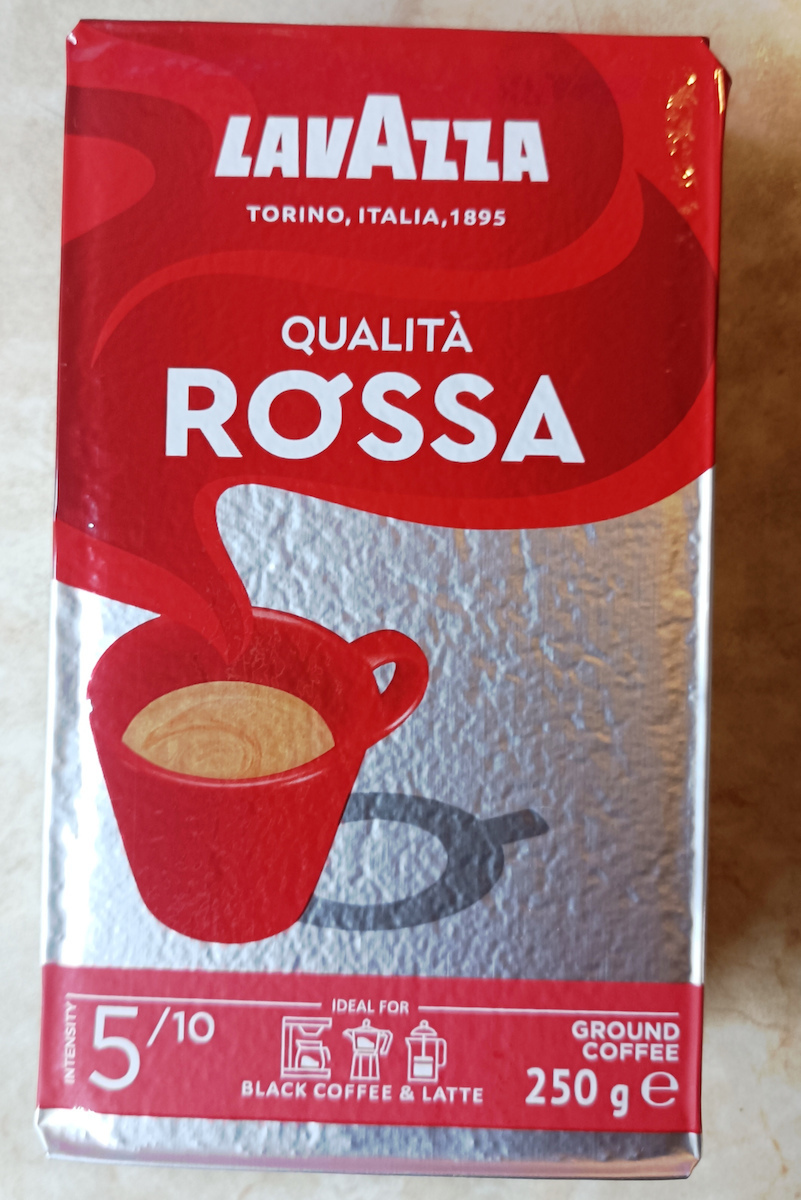 LAVAZZA
TORINO, ITALIA, 1895
QUALITÀ
ROSSA
INTENSITY
5/10
IDEAL FOR
BLACK COFFEE & LATTE
GROUND
COFFEE
250 g ℮